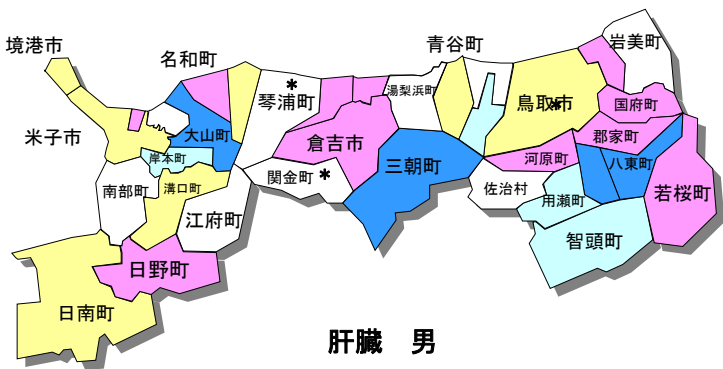 境港市
名和町
青谷町
岩美町
米子市
大山町
琴浦町
*
湯梨浜町
鳥取市
*
国府町
岸本町
倉吉市
郡家町
南部町
溝口町
関金町
*
三朝町
河原町
八東町
佐治村
用瀬町
若桜町
江府町
智頭町
日野町
日南町
肝臓　男